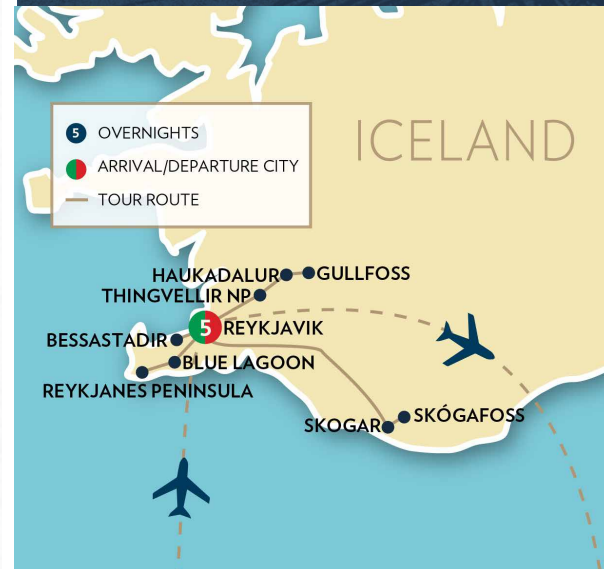 5 OVERNIGHTS
ARRIVAL/DEPARTURE CITY
TOUR ROUTE
ICELAND
HAUKADALUR
GULLFOSS
THINGVELLIR NP
5 REYKJAVIK
BESSASTADIR
BLUE LAGOON
REYKJANES PENINSULA
SKOGAR
SKÓGAFOSS